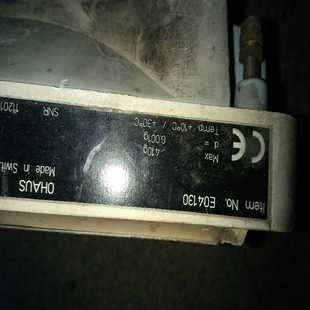 Item No. E04130
Max 410g
d = 0.001g
Temp +10°C / +30°C
CE
OHAUS
SNR
Made in